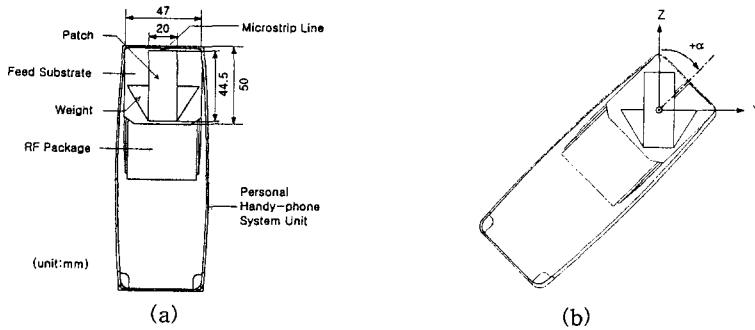 47
20
Microstrip Line
Patch
Feed Substrate
44.5
50
Weight
RF Package
Personal
Handy-phone
System Unit
(unit:mm)
(a)
Z
+α
(b)